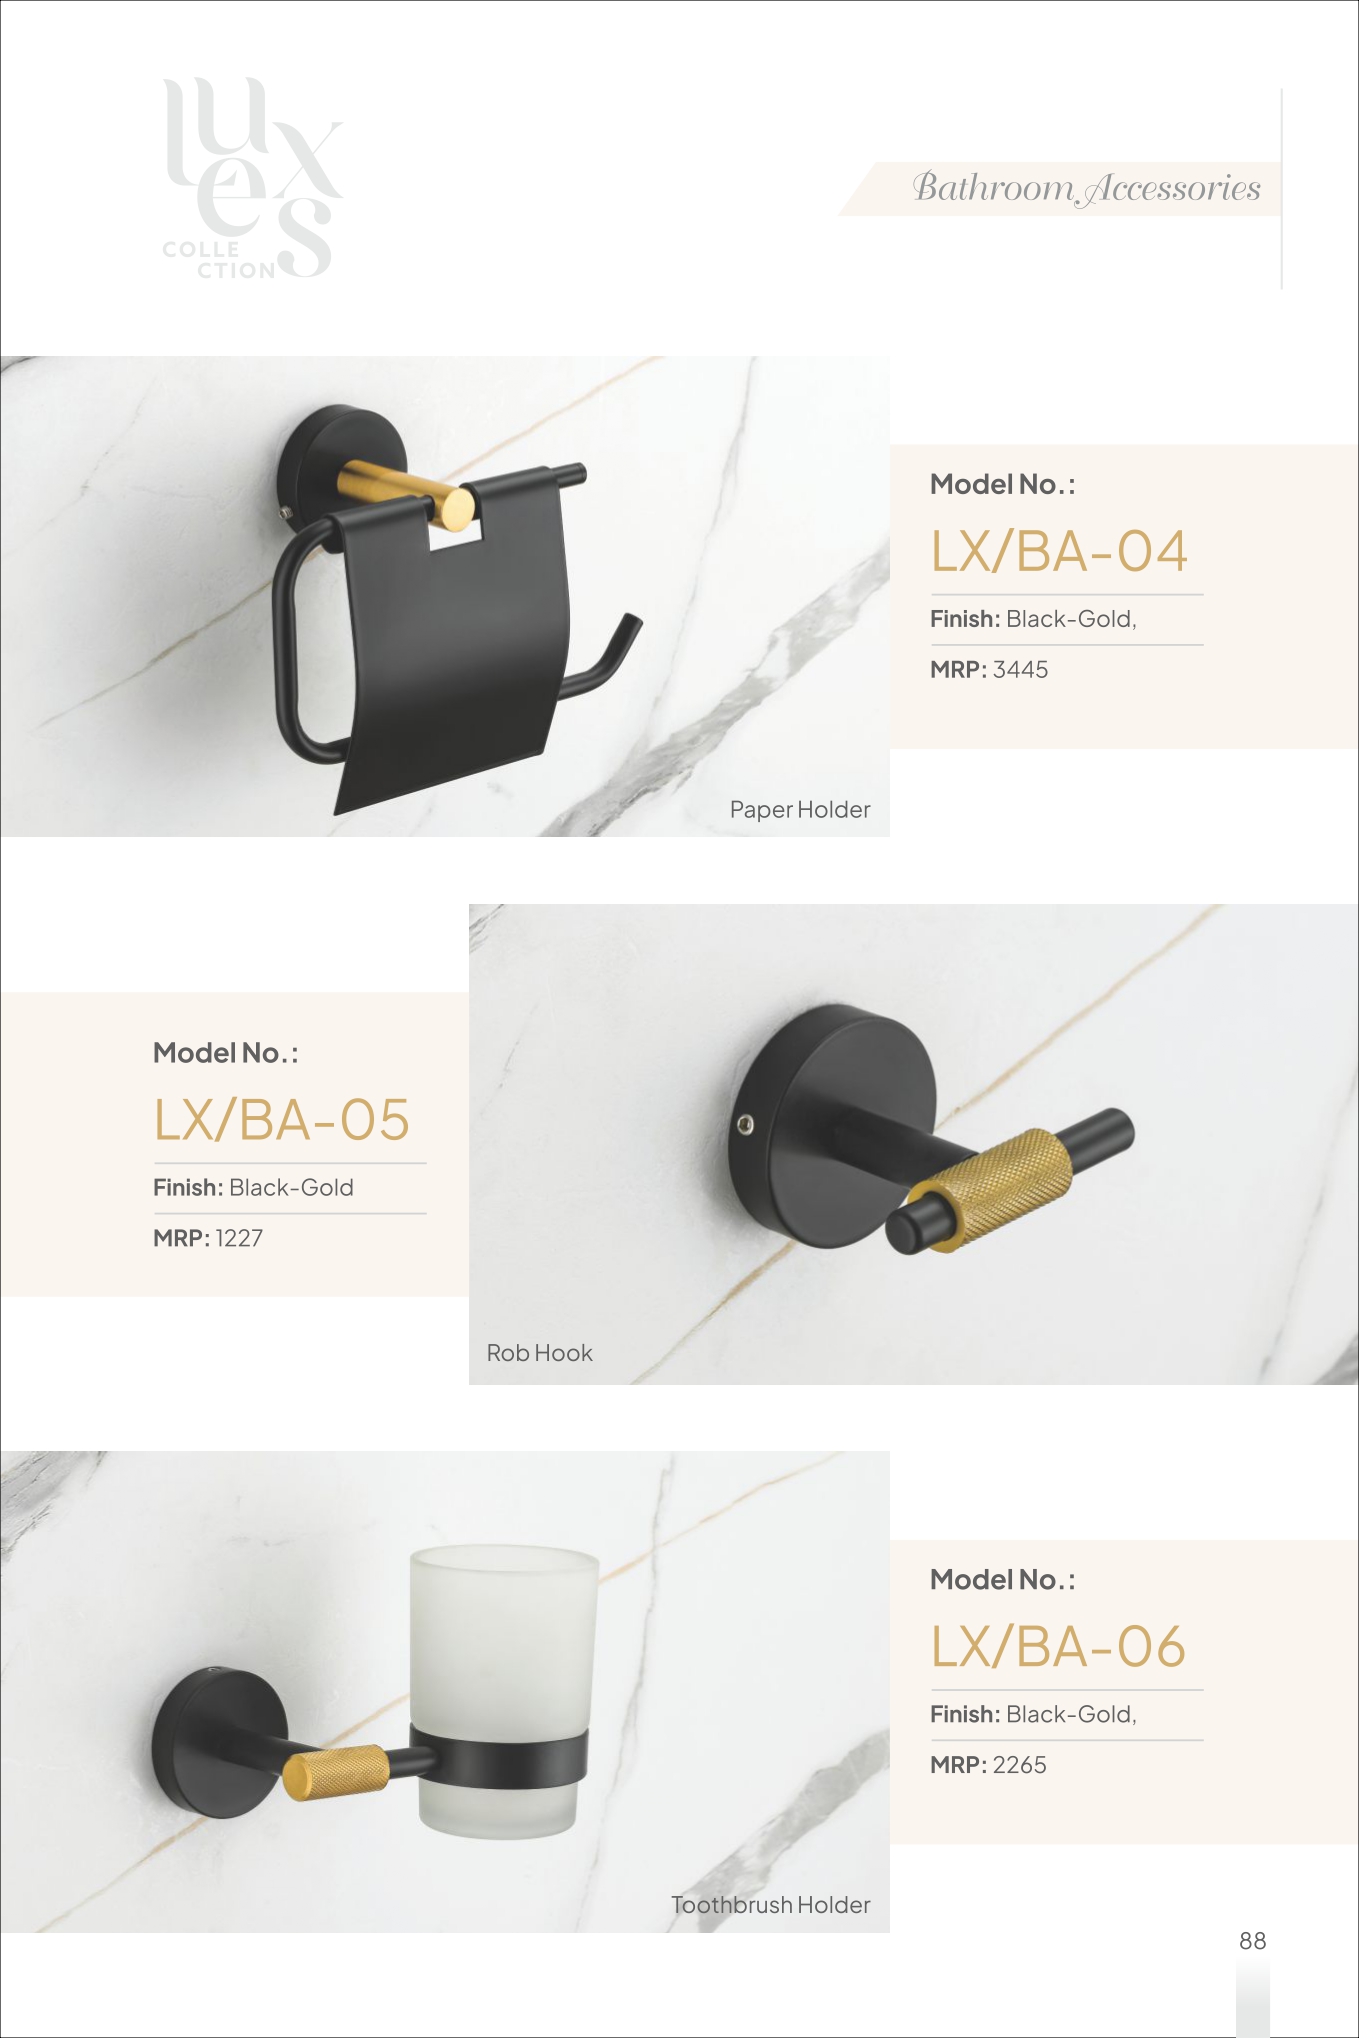 luxes
COLLE
CTION
Bathroom Accessories
Model No.:
LX/BA-04
Finish: Black-Gold,
MRP: 3445
Paper Holder
Model No.:
LX/BA-05
Finish: Black-Gold
MRP: 1227
Rob Hook
Model No.:
LX/BA-06
Finish: Black-Gold,
MRP: 2265
Toothbrush Holder
88